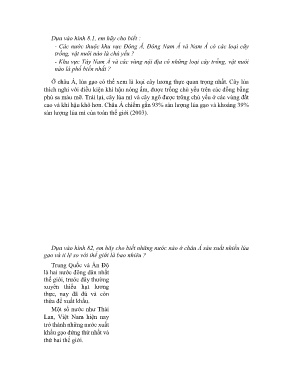 Dựa vào hình 8.1, em hãy cho biết :
- Các nước thuộc khu vực Đông Á, Đông Nam Á và Nam Á có các loại cây
trồng, vật nuôi nào là chủ yếu ?
- Khu vực Tây Nam Á và các vùng nội địa có những loại cây trồng, vật nuôi
nào là phổ biến nhất ?
Ở châu Á, lúa gạo có thể xem là loại cây lương thực quan trọng nhất. Cây lúa
thích nghi với điều kiện khí hậu nóng ẩm, được trồng chủ yếu trên các đồng bằng
phù sa màu mỡ. Trái lại, cây lúa mì và cây ngô được trồng chủ yếu ở các vùng đất
cao và khí hậu khô hơn. Châu Á chiếm gần 93% sản lượng lúa gạo và khoảng 39%
sản lượng lúa mì của toàn thế giới (2003).
Dựa vào hình 82, em hãy cho biết những nước nào ở châu Á sản xuất nhiều lúa
gạo và tỉ lệ so với thế giới là bao nhiêu ?
Trung Quốc và Ấn Độ
là hai nước đông dân nhất
thế giới, trước đây thường
xuyên thiếu hụt lương
thực, nay đã đủ và còn
thừa để xuất khẩu.
Một số nước như Thái
Lan, Việt Nam hiện nay
trở thành những nước xuất
khẩu gạo đứng thứ nhất và
thứ hai thế giới.